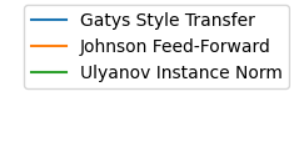 Gatys Style Transfer
Johnson Feed-Forward
Ulyanov Instance Norm